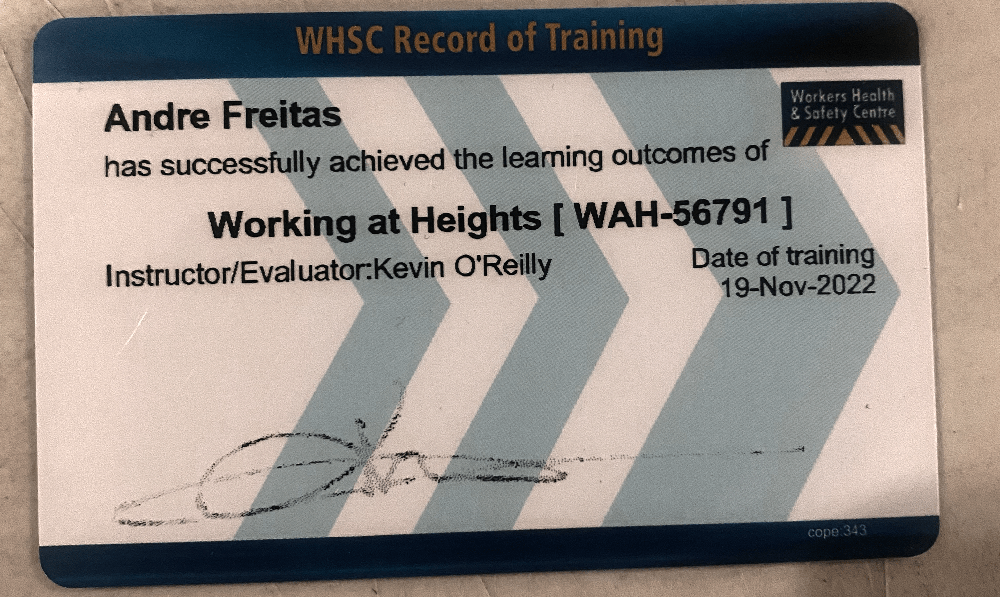 WHSC Record of Training
Workers Health
& Safety Centre
Andre Freitas
has successfully achieved the learning outcomes of
Working at Heights [ WAH-56791 ]
Instructor/Evaluator:Kevin O'Reilly
Date of training
19-Nov-2022
cope:343